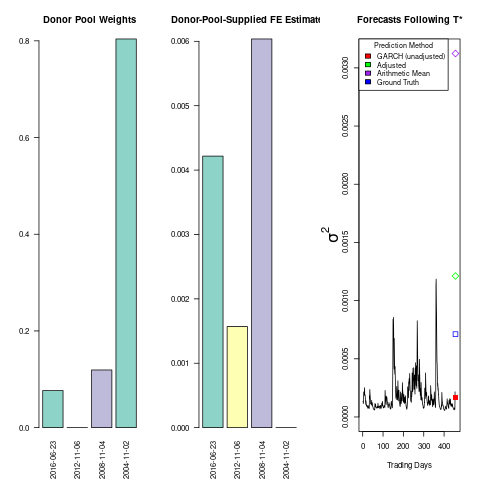 Donor Pool Weights
0.0
0.2
0.4
0.6
0.8
2016-06-23
2012-11-06
2008-11-04
2004-11-02
Donor-Pool-Supplied FE Estimat
0.000
0.001
0.002
0.003
0.004
0.005
0.006
2016-06-23
2012-11-06
2008-11-04
2004-11-02
Forecasts Following T*
Prediction Method
GARCH (unadjusted)
Adjusted
Arithmetic Mean
Ground Truth
σ²
0.0000
0.0005
0.0010
0.0015
0.0020
0.0025
0.0030
0 100 200 300 400
Trading Days